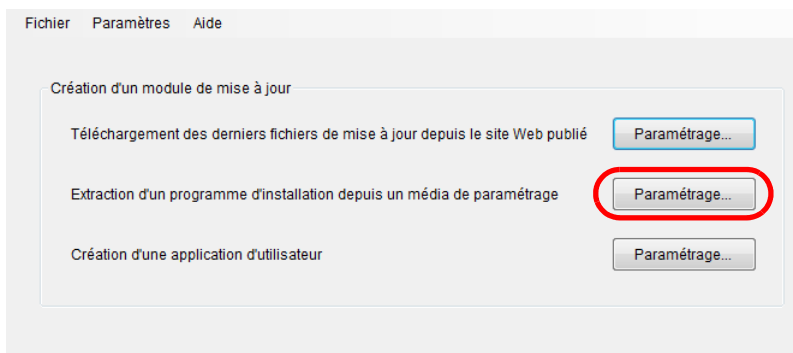 Fichier Paramètres Aide
Création d'un module de mise à jour
Téléchargement des derniers fichiers de mise à jour depuis le site Web publié Paramétrage...
Extraction d'un programme d'installation depuis un média de paramétrage Paramétrage...
Création d'une application d'utilisateur Paramétrage...